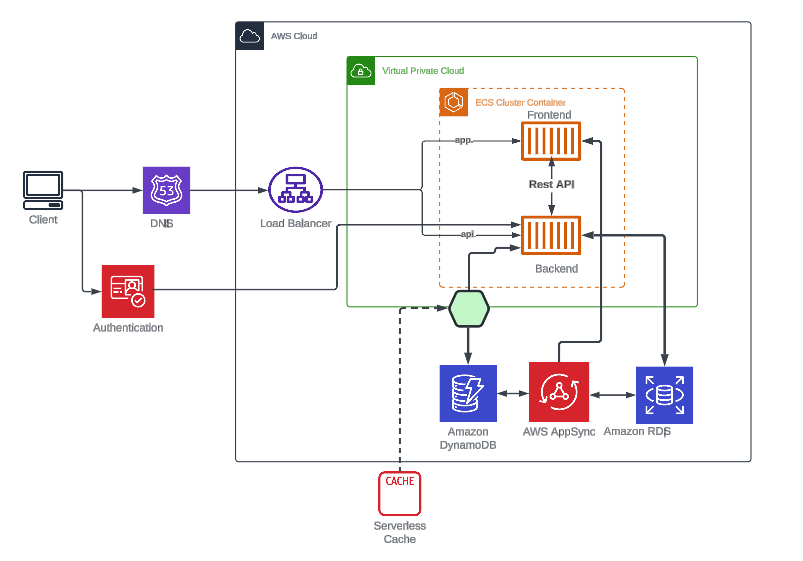 AWS Cloud
Virtual Private Cloud
ECS Cluster Container
Frontend
app.
Rest API
53
Client
DNS
Load Balancer
api.
Backend
Authentication
Amazon
DynamoDB
AWS AppSync
Amazon RDS
CACHE
Serverless
Cache